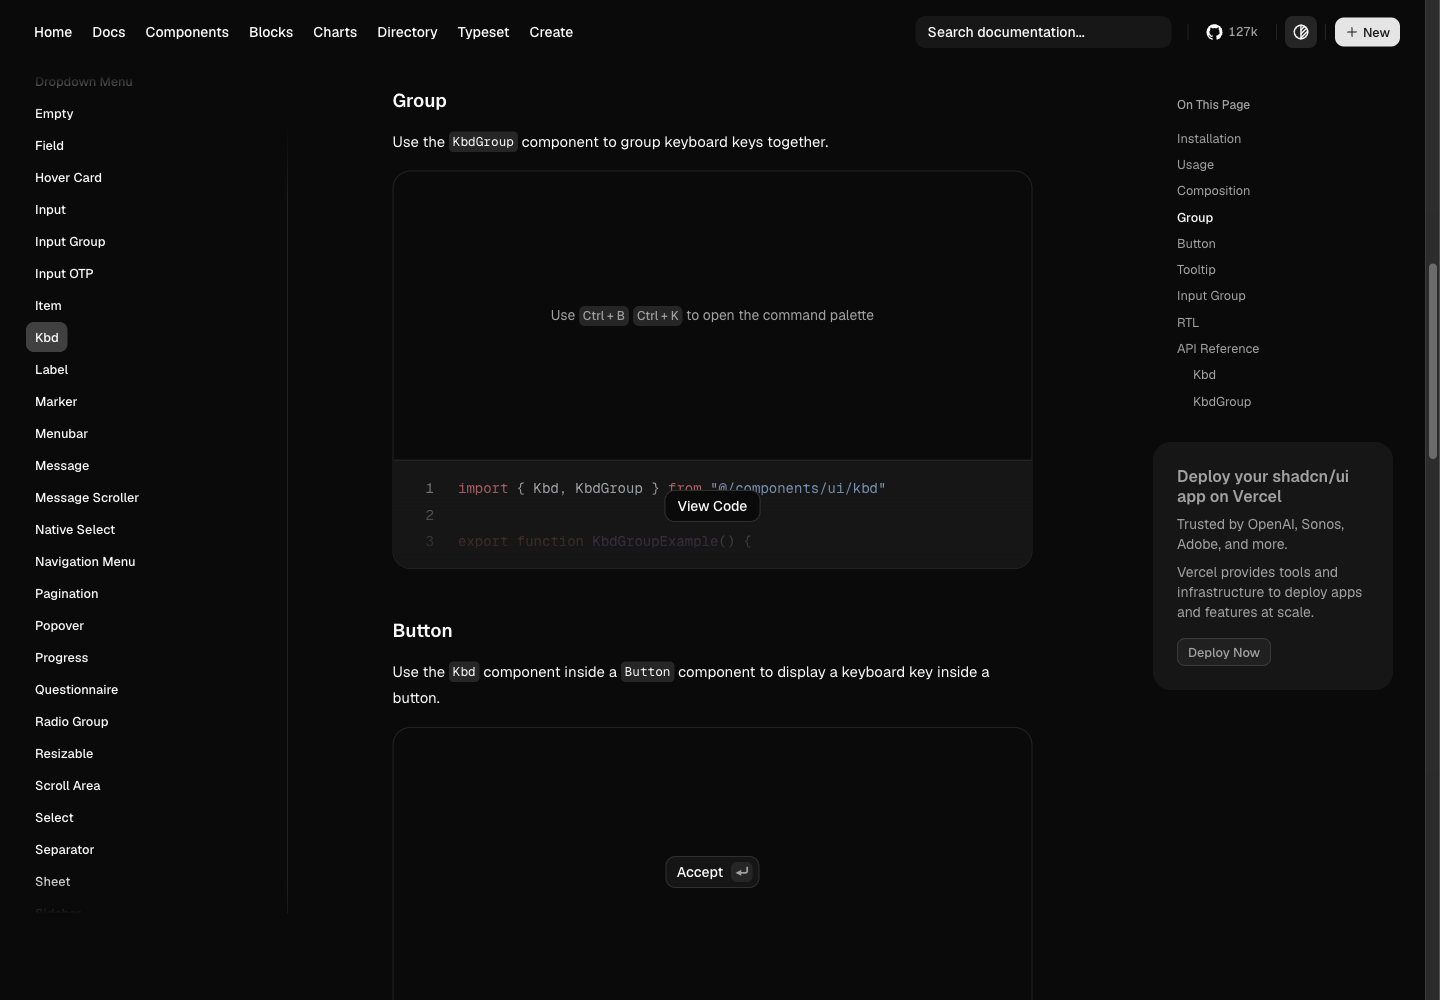 Home Docs Components Blocks Charts Directory Typeset Create
Search documentation...
127k
New
Dropdown Menu
Empty
Field
Hover Card
Input
Input Group
Input OTP
Item
Kbd
Label
Marker
Menubar
Message
Message Scroller
Native Select
Navigation Menu
Pagination
Popover
Progress
Questionnaire
Radio Group
Resizable
Scroll Area
Select
Separator
Sheet
Sidebar
Group
Use the KbdGroup component to group keyboard keys together.
Use Ctrl + B Ctrl + K to open the command palette
1 import { Kbd, KbdGroup } from "@/components/ui/kbd"
2
View Code
3 export function KbdGroupExample() {
Button
Use the Kbd component inside a Button component to display a keyboard key inside a
button.
Accept ⏎
On This Page
Installation
Usage
Composition
Group
Button
Tooltip
Input Group
RTL
API Reference
Kbd
KbdGroup
Deploy your shadcn/ui
app on Vercel
Trusted by OpenAI, Sonos,
Adobe, and more.
Vercel provides tools and
infrastructure to deploy apps
and features at scale.
Deploy Now